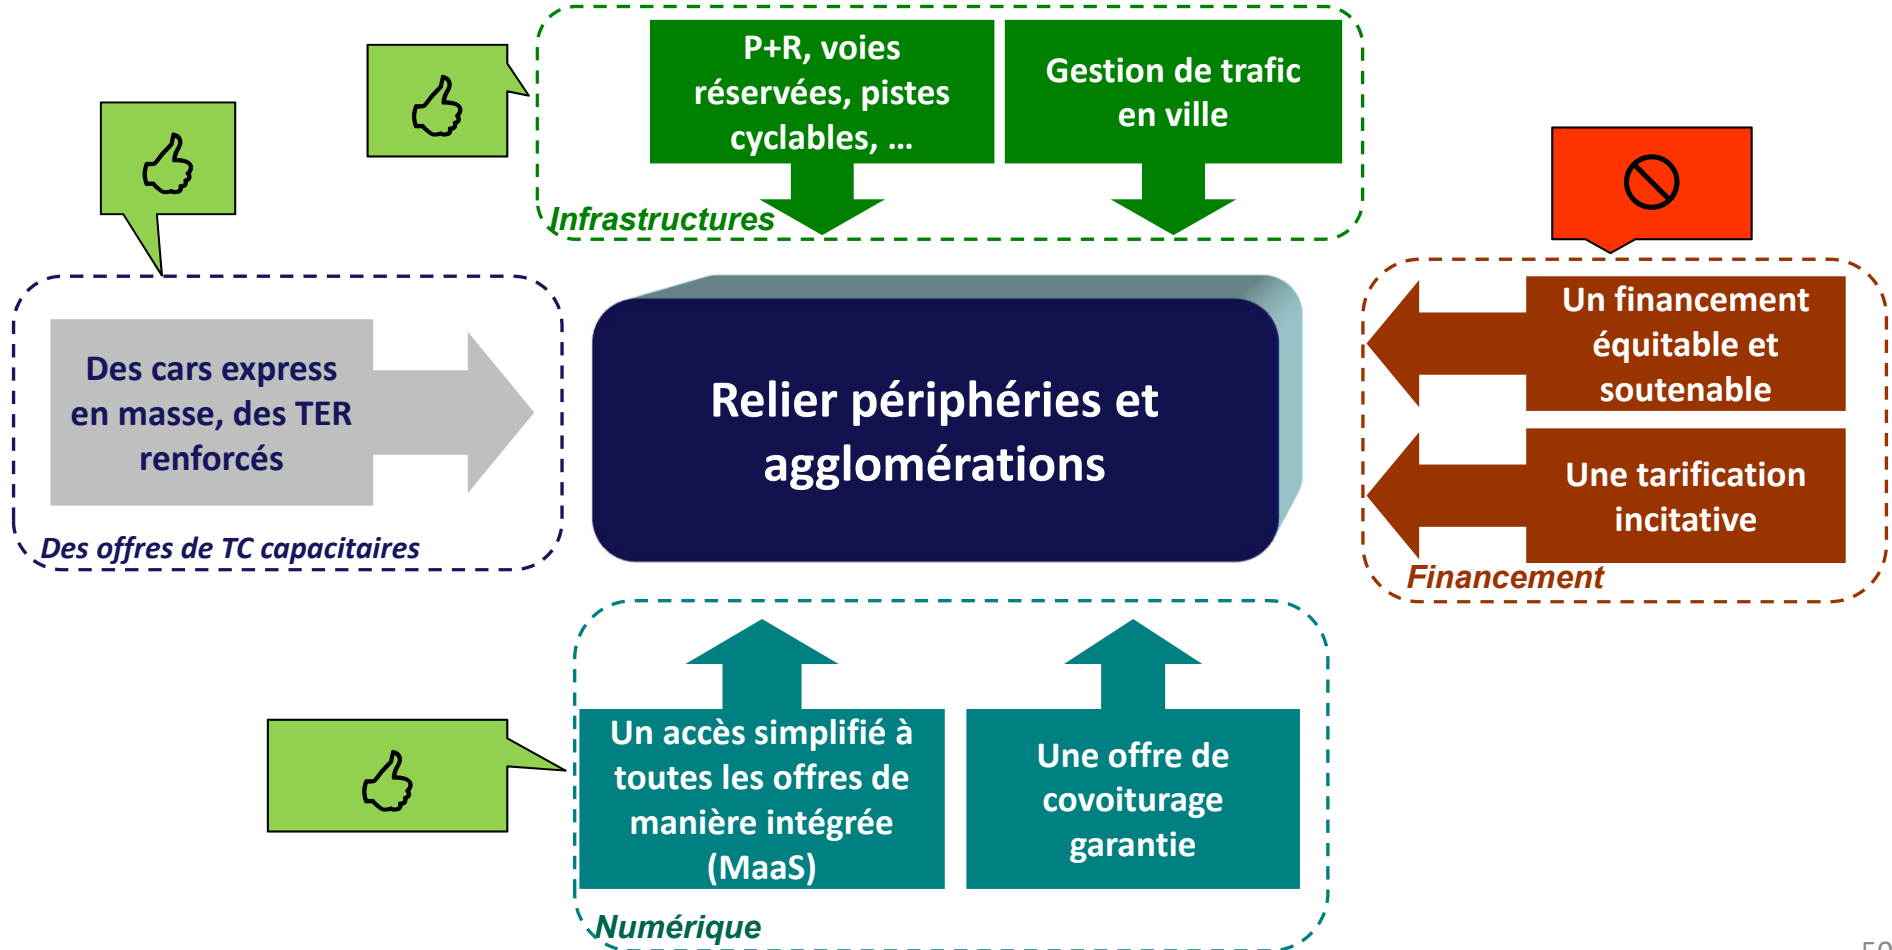 P+R, voies
réservées, pistes
cyclables, ...
Gestion de trafic
en ville
Infrastructures
Des cars express
en masse, des TER
renforcés
Des offres de TC capacitaires
Relier périphéries et
agglomérations
Un financement
équitable et
soutenable
Une tarification
incitative
Financement
Un accès simplifié à
toutes les offres de
manière intégrée
(MaaS)
Une offre de
covoiturage
garantie
Numérique